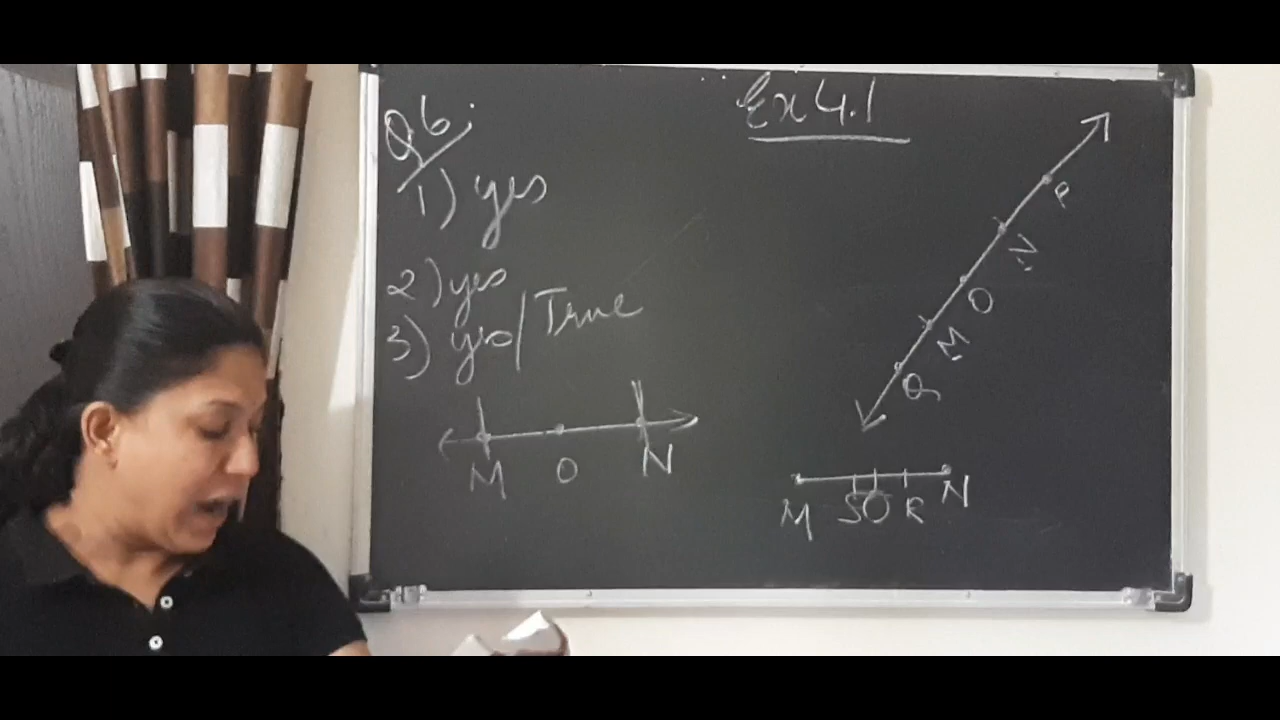 Ex 4.1
Q6;
1) yes
2) yes
3) yes/True
M O N
P
N
O
M
Q
M S O R N